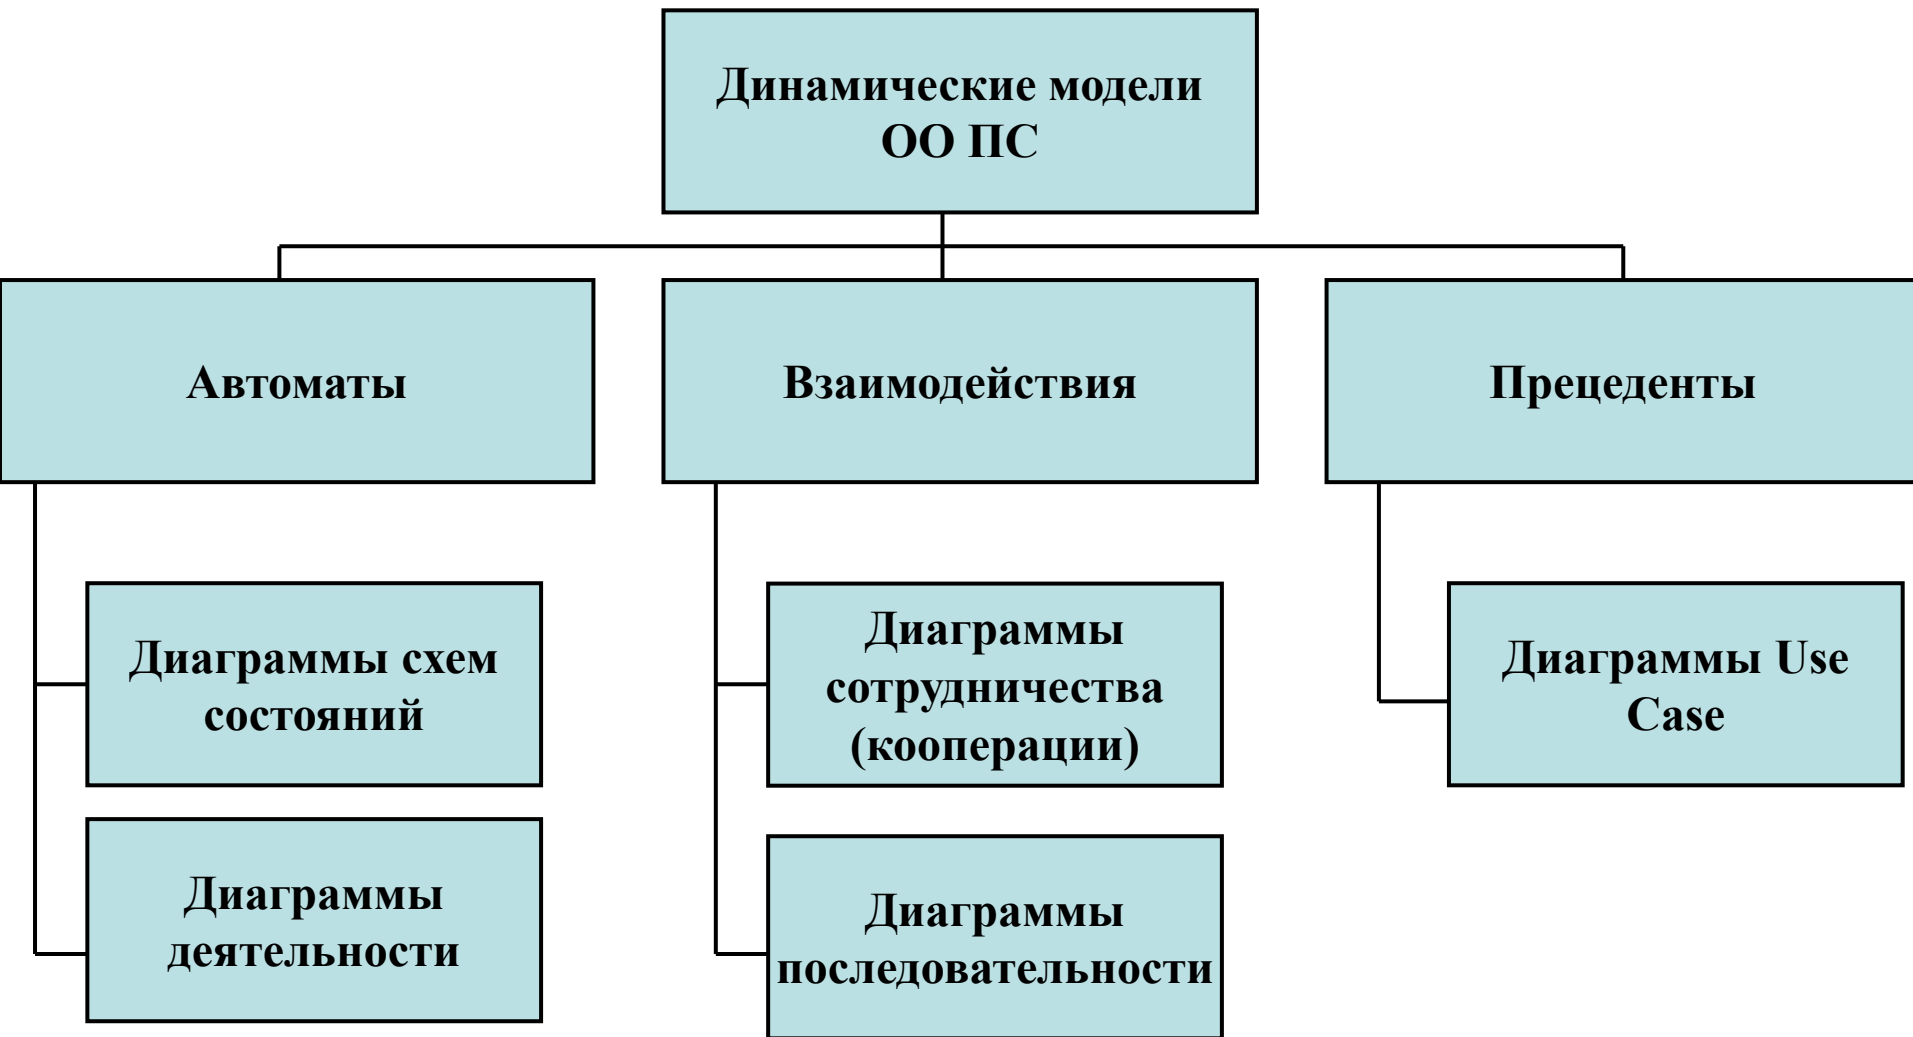 Динамические модели
ОО ПС
Автоматы
Взаимодействия
Прецеденты
Диаграммы схем
состояний
Диаграммы
деятельности
Диаграммы
сотрудничества
(кооперации)
Диаграммы
последовательности
Диаграммы Use
Case